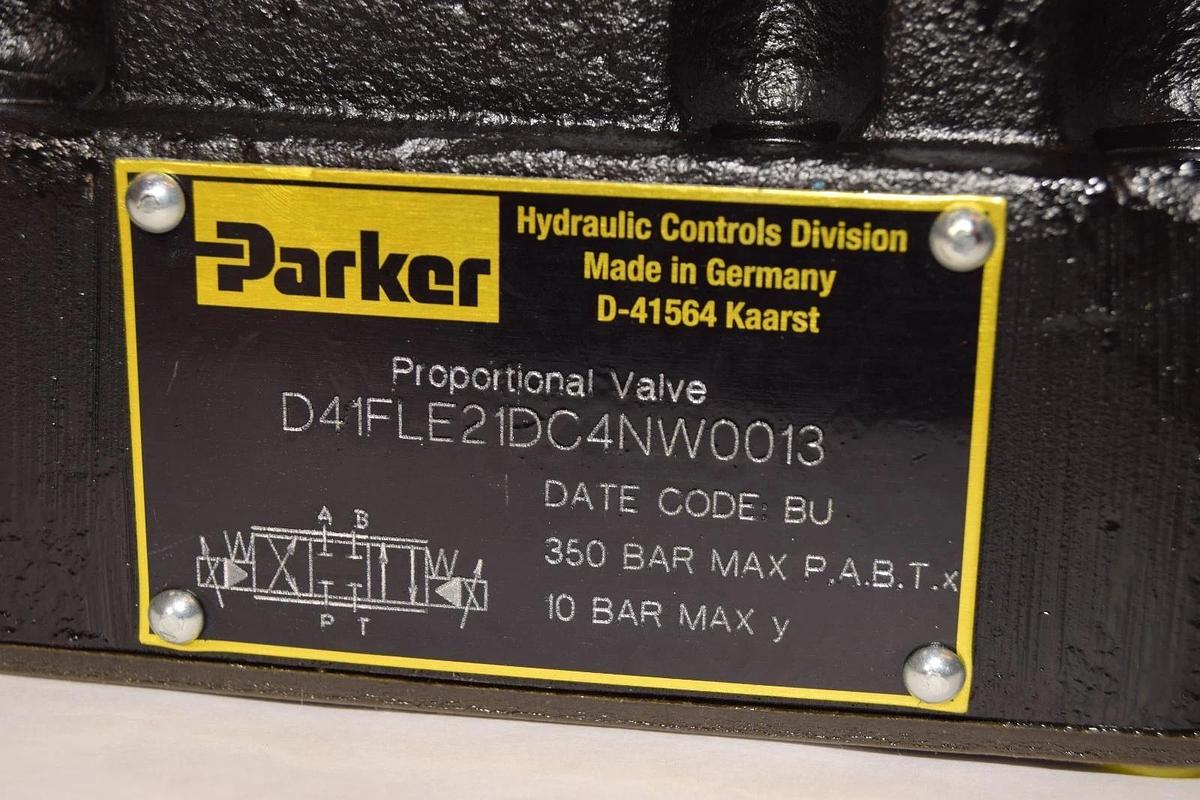 Parker
Hydraulic Controls Division
Made in Germany
D-41564 Kaarst
Proportional Valve
D41FLE21DC4NW0013
DATE CODE: BU
350 BAR MAX P.A.B.T.x
10 BAR MAX y
A B
P T